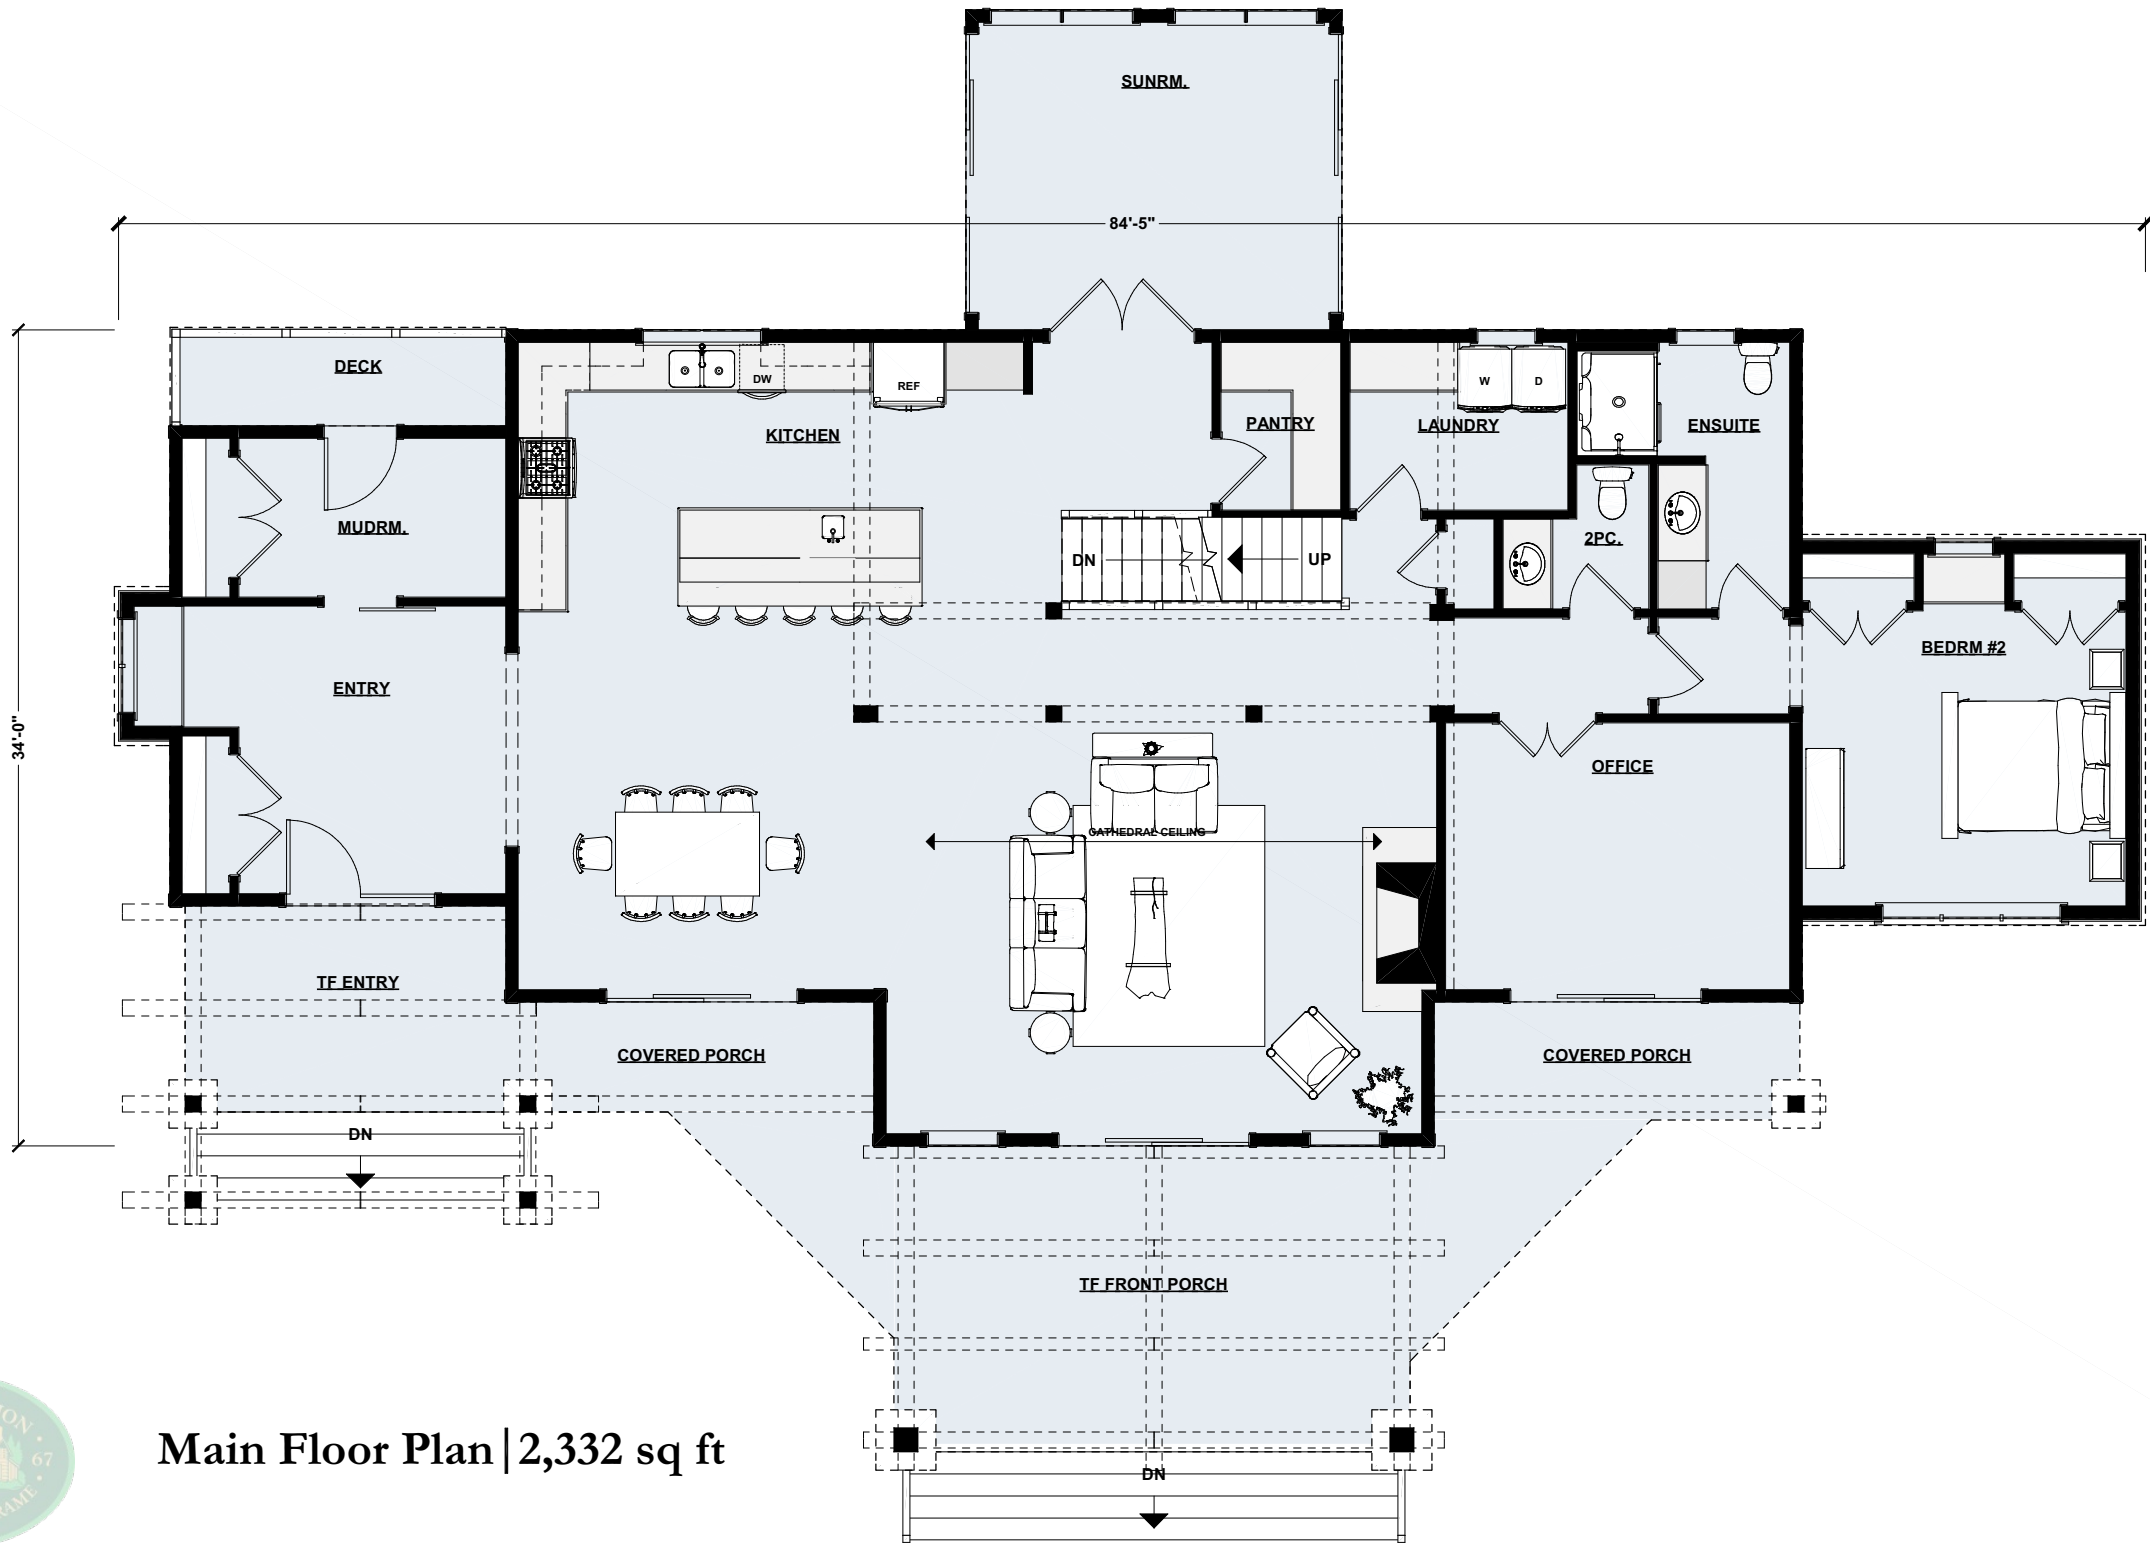 SUNRM.
84'-5"
DECK
DW
REF
W
D
KITCHEN
PANTRY
LAUNDRY
ENSUITE
MUDRM.
2PC.
DN
UP
BEDRM #2
ENTRY
34'-0"
OFFICE
CATHEDRAL CEILING
TF ENTRY
COVERED PORCH
COVERED PORCH
DN
TF FRONT PORCH
Main Floor Plan|2,332 sq ft
67
DN